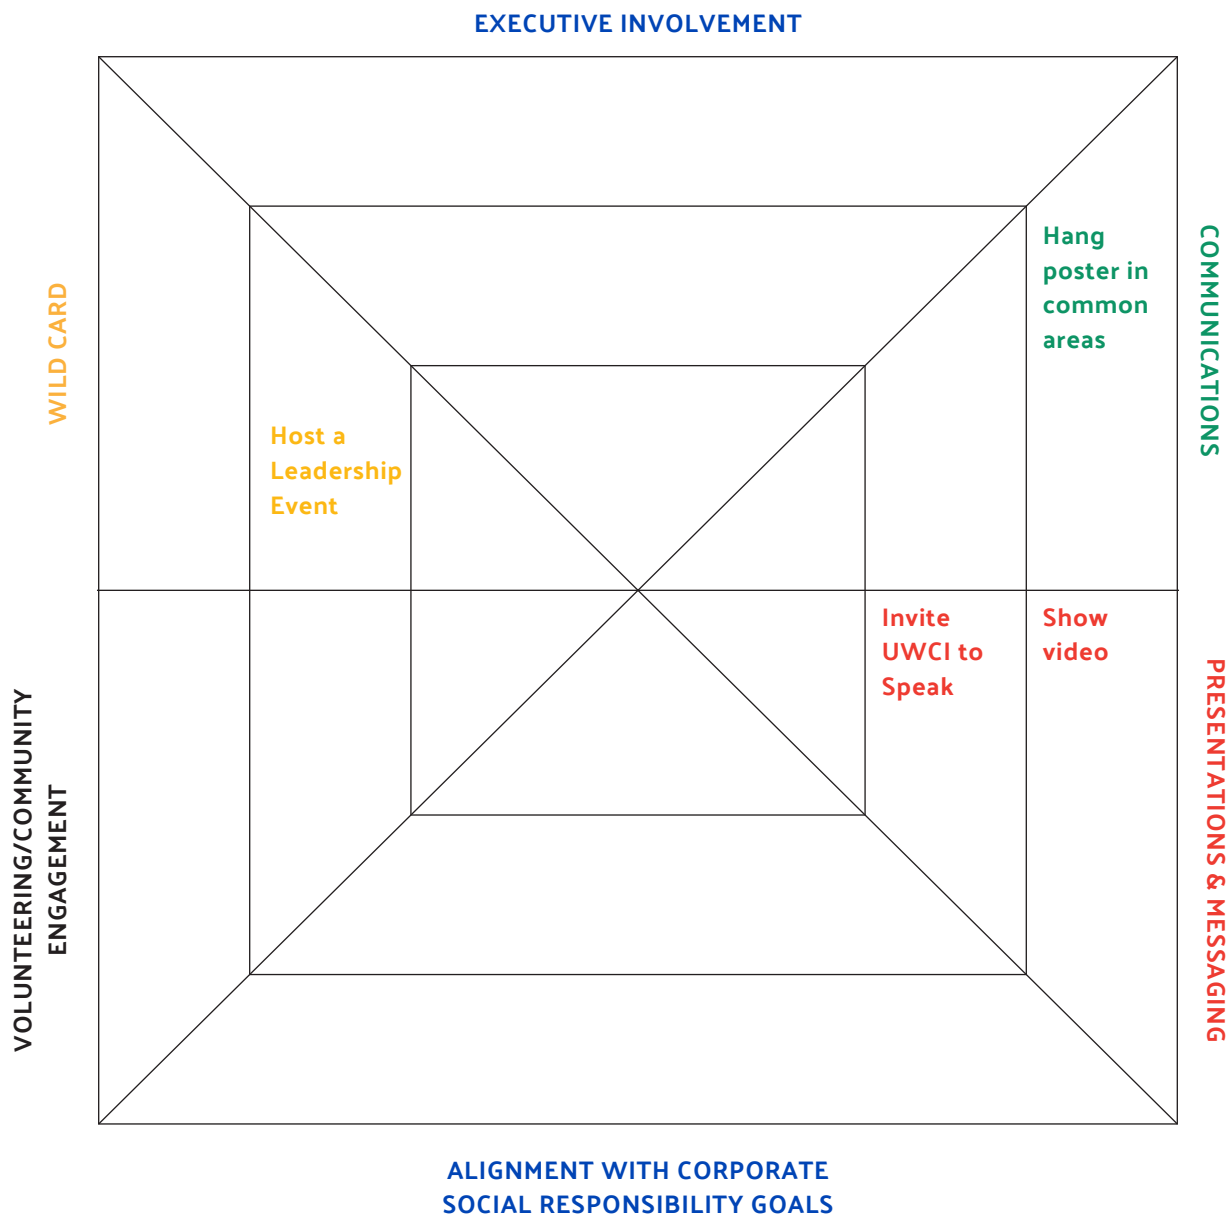 EXECUTIVE INVOLVEMENT
WILD CARD
Hang
poster in
common
areas
COMMUNICATIONS
Host a
Leadership
Event
Invite
UWCI to
Speak
Show
video
VOLUNTEERING/COMMUNITY
ENGAGEMENT
PRESENTATIONS & MESSAGING
ALIGNMENT WITH CORPORATE
SOCIAL RESPONSIBILITY GOALS